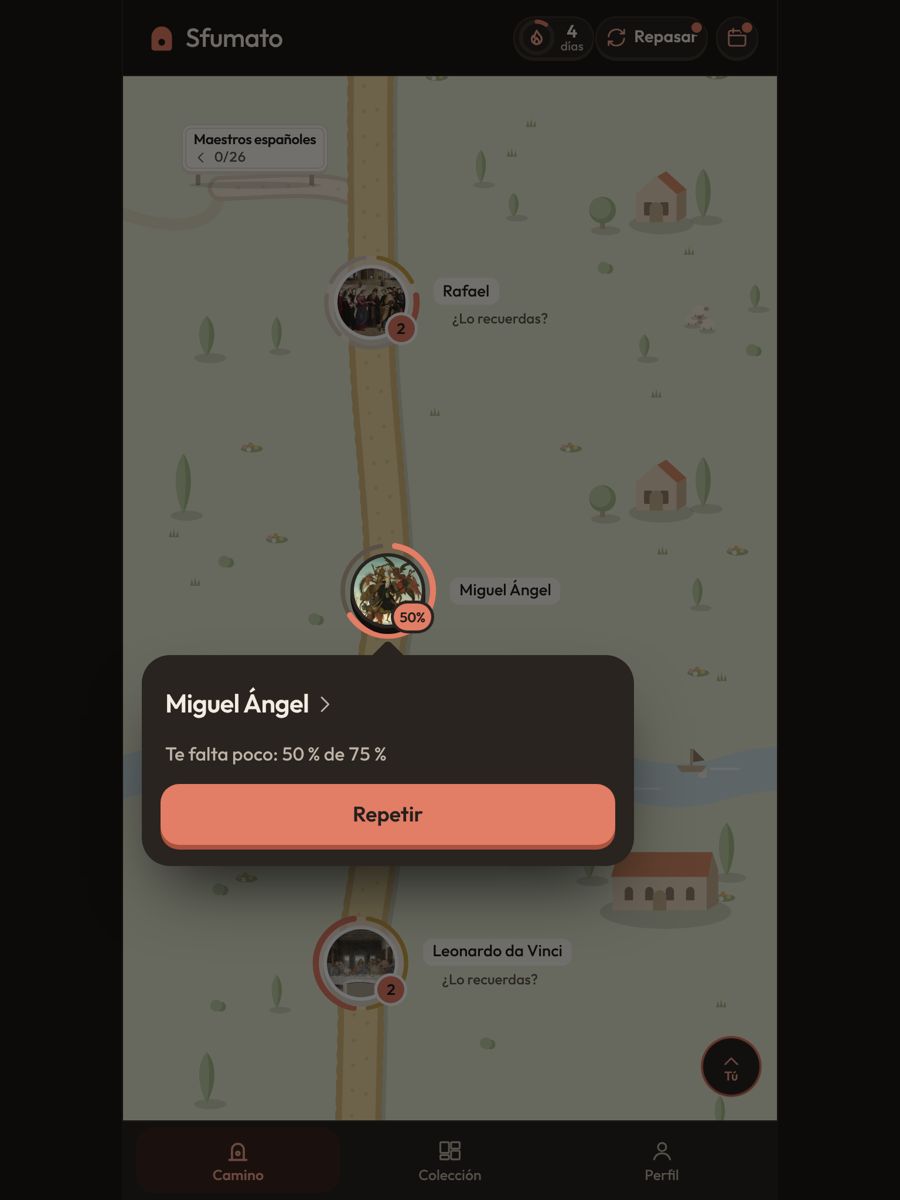 Sfumato
4
días
Repasar
Maestros españoles
0/26
Rafael
¿Lo recuerdas?
2
Miguel Ángel
50%
Miguel Ángel
Te falta poco: 50 % de 75 %
Repetir
Leonardo da Vinci
¿Lo recuerdas?
2
Tú
Camino
Colección
Perfil